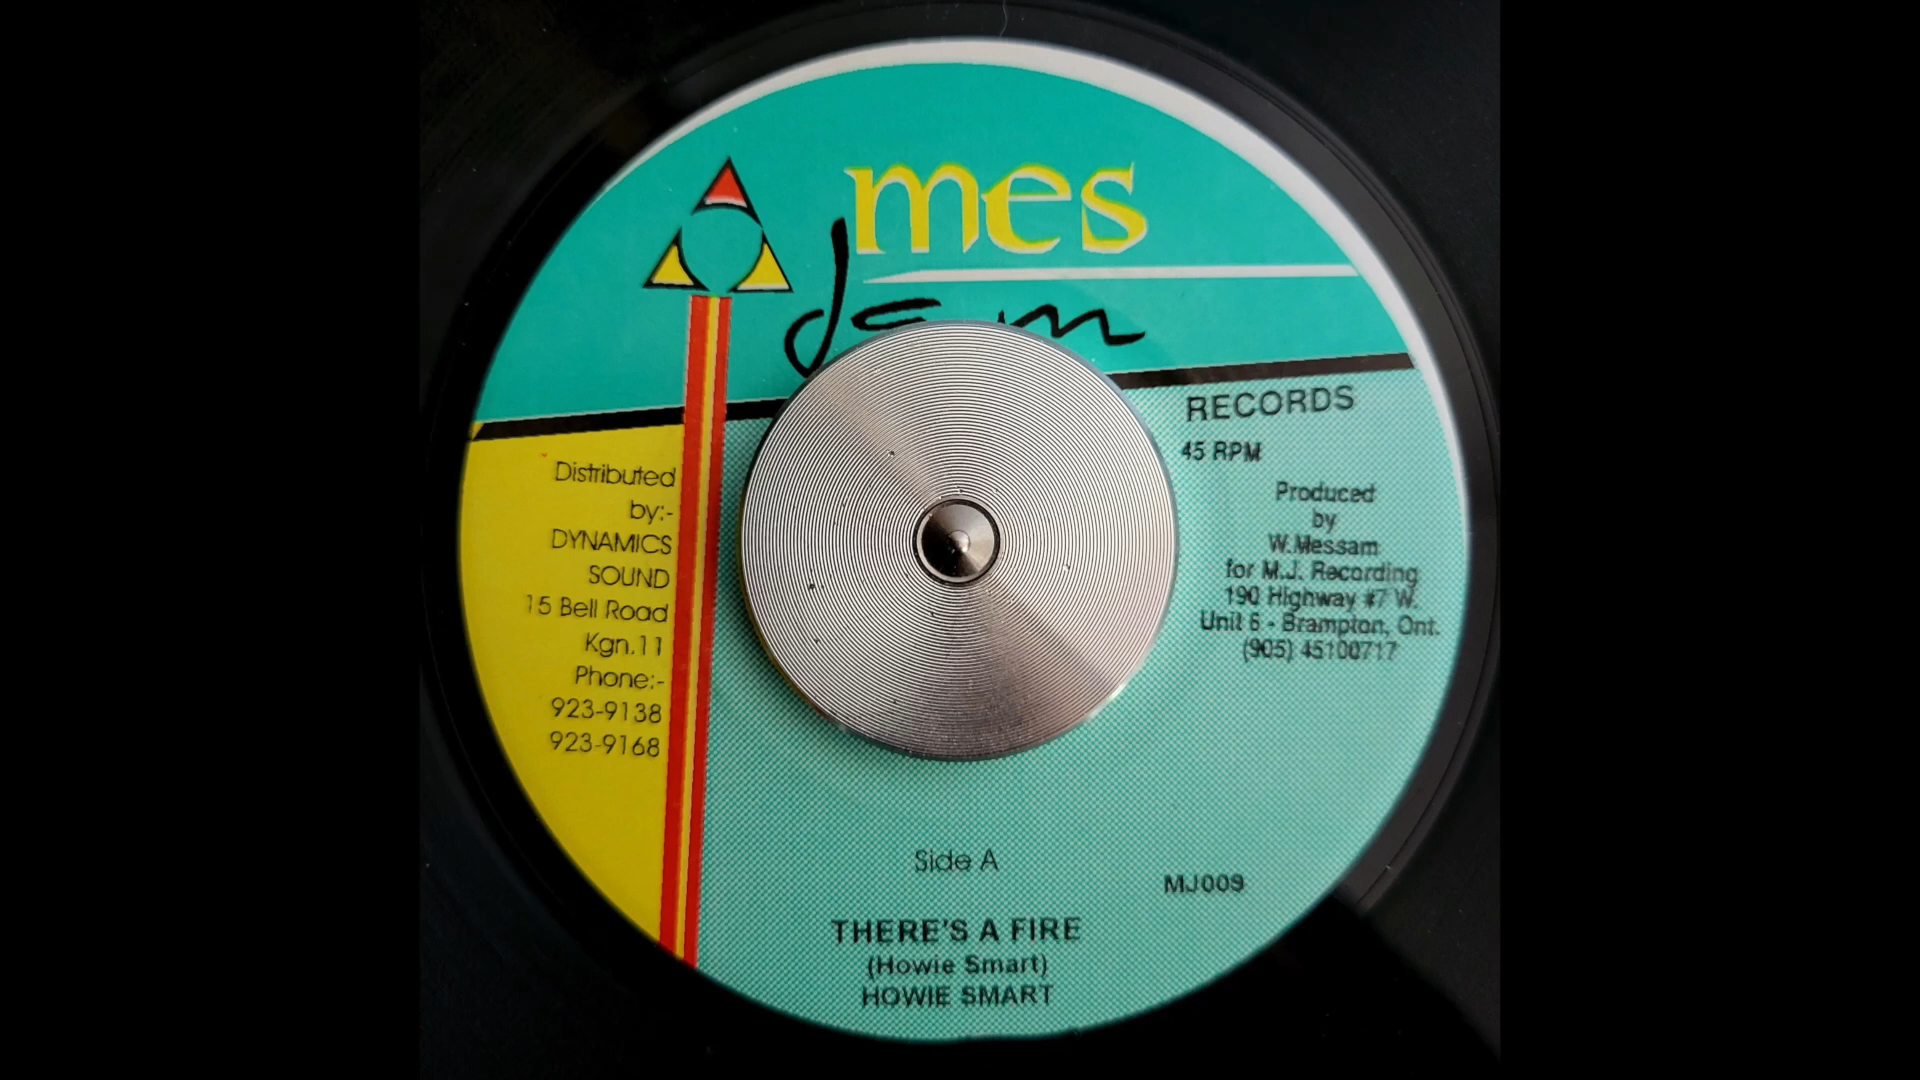 mes
RECORDS
45 RPM
Produced
by
W.Messam
for M.J. Recording
190 Highway #7 W.
Unit 6 - Brampton, Ont.
(905) 45100717
Distributed
by:-
DYNAMICS
SOUND
15 Bell Road
Kgn.11
Phone:-
923-9138
923-9168
Side A
MJ009
THERE'S A FIRE
(Howie Smart)
HOWIE SMART